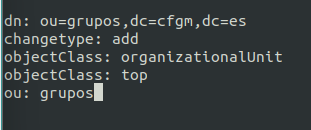 dn: ou=grupos,dc=cfgm,dc=es
changetype: add
objectClass: organizationalUnit
objectClass: top
ou: grupos